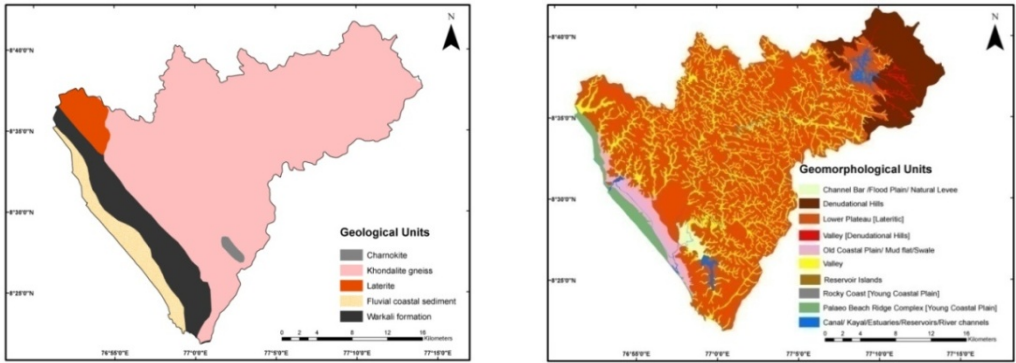 N
8°40'0"N
8°35'0"N
8°30'0"N
8°25'0"N
Geological Units
Charnokite
Khondalite gneiss
Laterite
Fluvial coastal sediment
Warkali formation
0 2 4 8 12 16
Kilometers
76°55'0"E 77°0'0"E 77°5'0"E 77°10'0"E 77°15'0"E
N
8°40'0"N
8°35'0"N
8°30'0"N
8°25'0"N
Geomorphological Units
Channel Bar /Flood Plain/ Natural Levee
Denudational Hills
Lower Plateau [Lateritic]
Valley [Denudational Hills]
Old Coastal Plain/ Mud flat/Swale
Valley
Reservoir Islands
Rocky Coast [Young Coastal Plain]
Palaeo Beach Ridge Complex [Young Coastal Plain]
Canal/ Kayal/Estuaries/Reservoirs/River channels
0 2 4 8 12 16
Kilometers
76°55'0"E 77°0'0"E 77°5'0"E 77°10'0"E 77°15'0"E